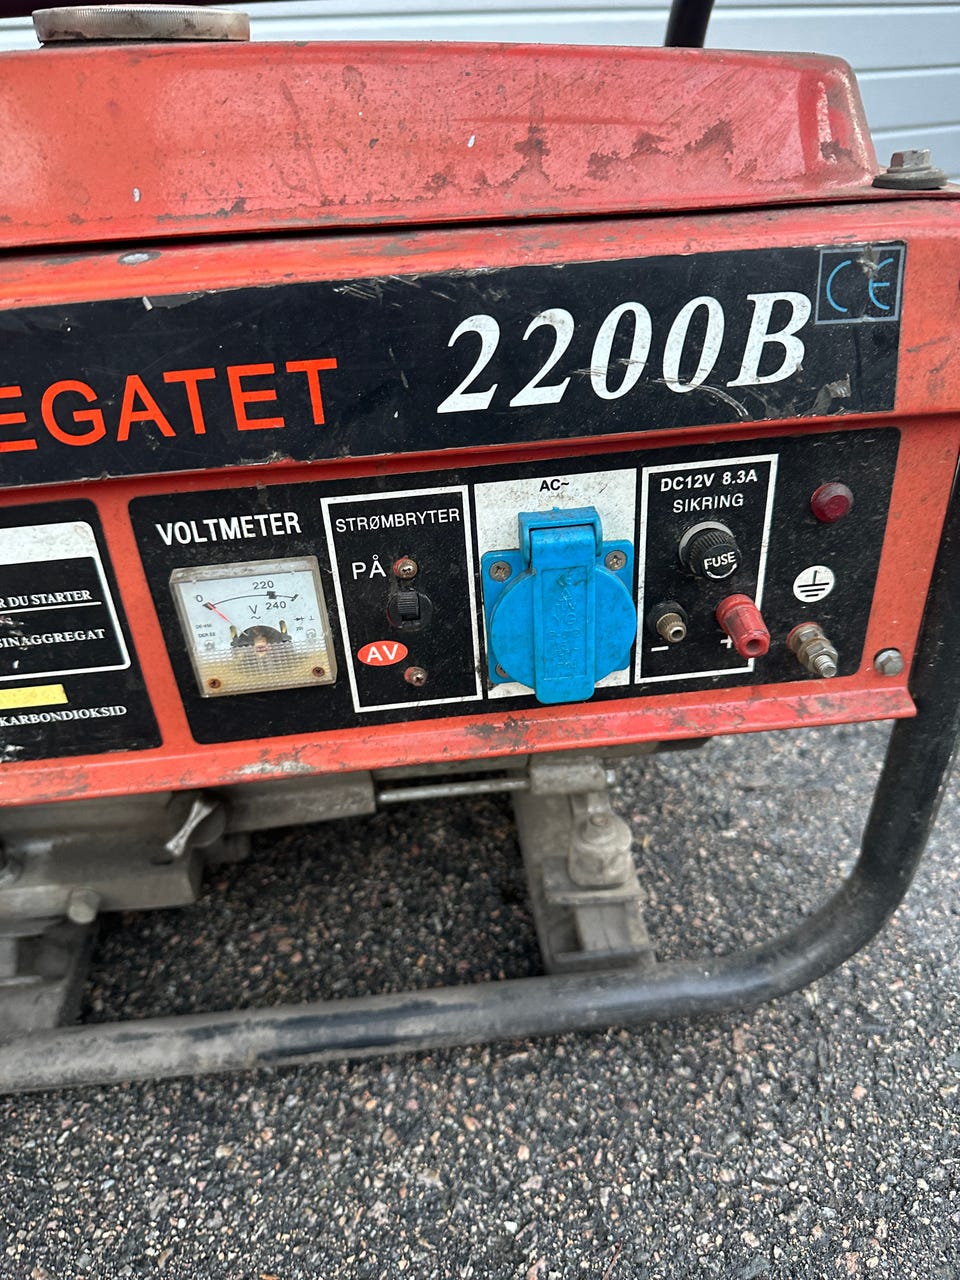 CE
2200B
EGATET
R DU STARTER
SINAGGREGAT
KARBONDIOKSID
VOLTMETER
0 220 240
V
~
STRØMBRYTER
PÅ
AV
AC~
DC12V 8.3A
SIKRING
FUSE
− +